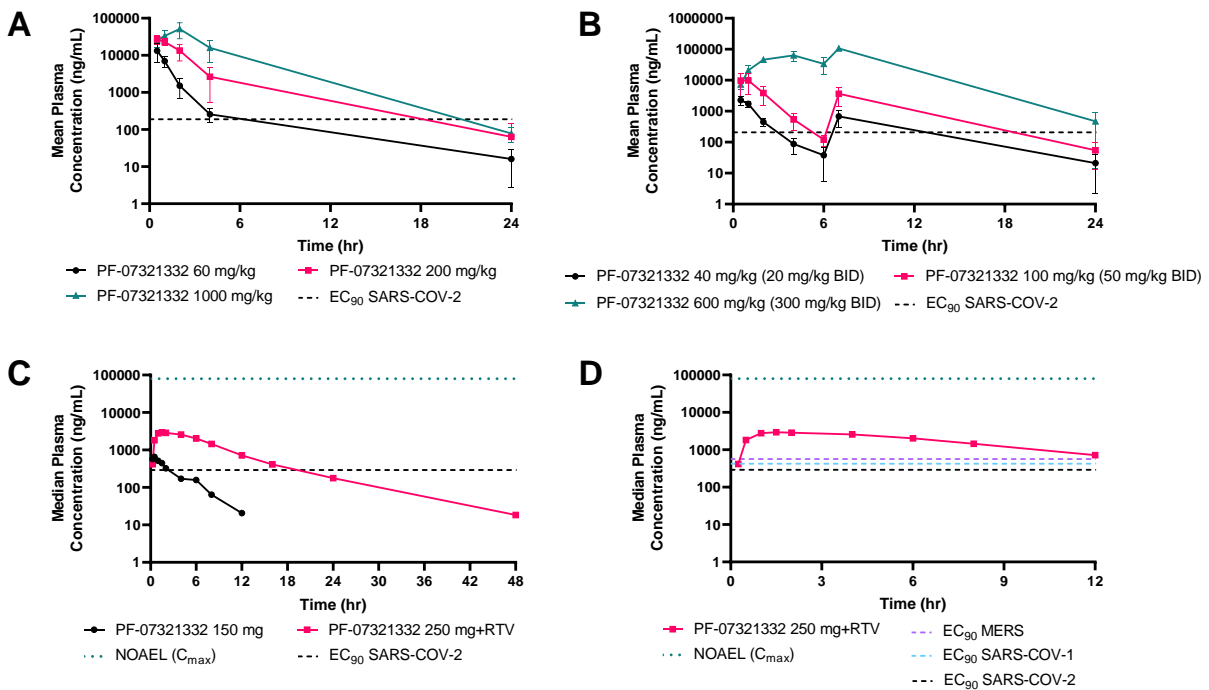 A
Mean Plasma
Concentration (ng/mL)
100000
10000
1000
100
10
1
0
6
12
18
24
Time (hr)
PF-07321332 60 mg/kg
PF-07321332 200 mg/kg
PF-07321332 1000 mg/kg
EC90 SARS-COV-2
B
Mean Plasma
Concentration (ng/mL)
1000000
100000
10000
1000
100
10
1
0
6
12
18
24
Time (hr)
PF-07321332 40 mg/kg (20 mg/kg BID)
PF-07321332 100 mg/kg (50 mg/kg BID)
PF-07321332 600 mg/kg (300 mg/kg BID)
EC90 SARS-COV-2
C
Median Plasma
Concentration (ng/mL)
100000
10000
1000
100
10
1
0
6
12
18
24
30
36
42
48
Time (hr)
PF-07321332 150 mg
PF-07321332 250 mg+RTV
NOAEL (Cmax)
EC90 SARS-COV-2
D
Median Plasma
Concentration (ng/mL)
100000
10000
1000
100
10
1
0
3
6
9
12
Time (hr)
PF-07321332 250 mg+RTV
NOAEL (Cmax)
EC90 MERS
EC90 SARS-COV-1
EC90 SARS-COV-2